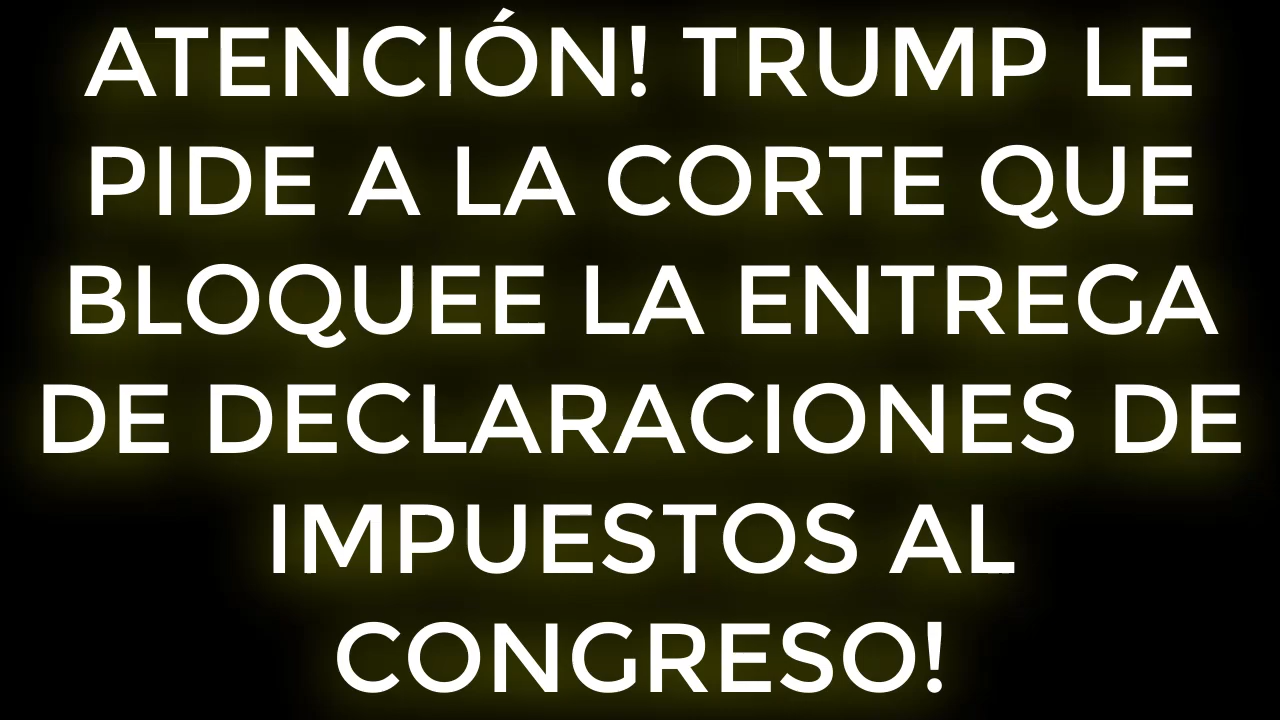 ATENCIÓN! TRUMP LE
PIDE A LA CORTE QUE
BLOQUEE LA ENTREGA
DE DECLARACIONES DE
IMPUESTOS AL
CONGRESO!